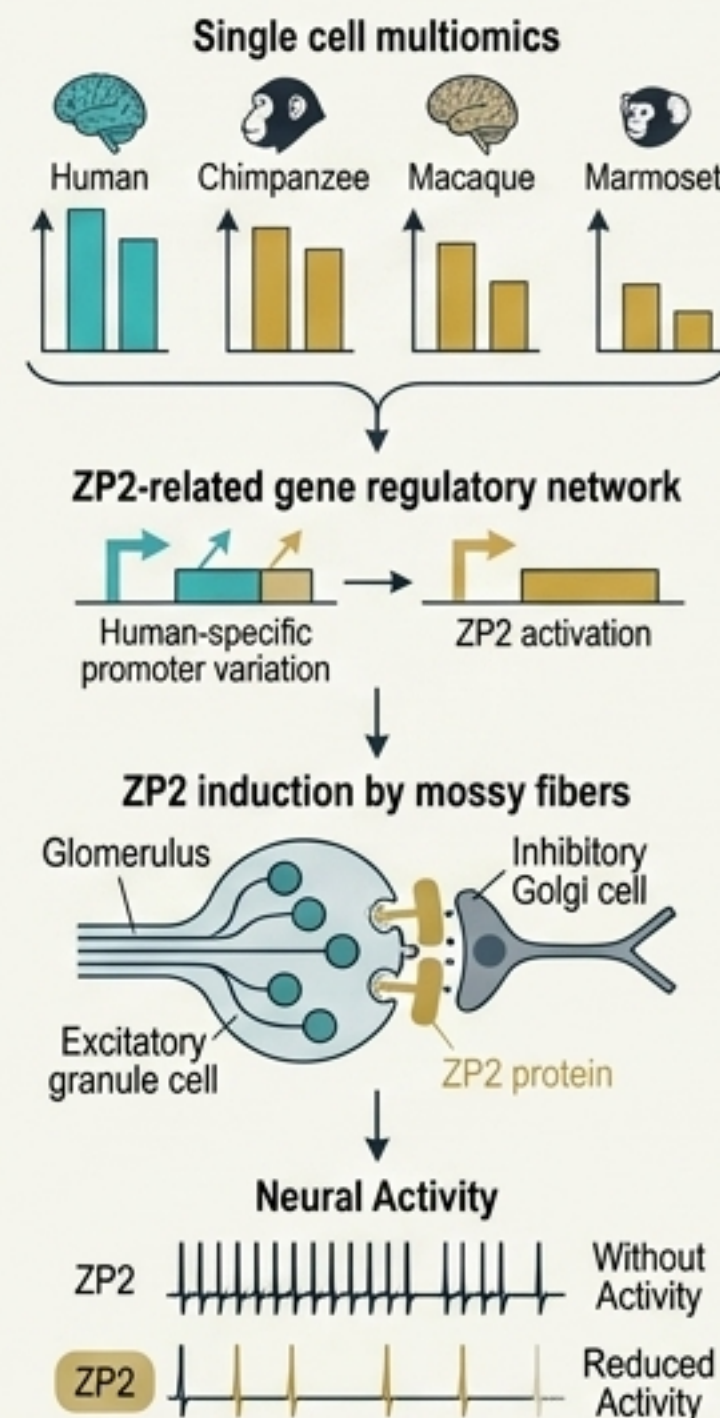 Single cell multiomics
Human Chimpanzee Macaque Marmoset
ZP2-related gene regulatory network
Human-specific
promoter variation
ZP2 activation
ZP2 induction by mossy fibers
Glomerulus
Inhibitory
Golgi cell
Excitatory
granule cell
ZP2 protein
Neural Activity
ZP2
Without
Activity
ZP2
Reduced
Activity